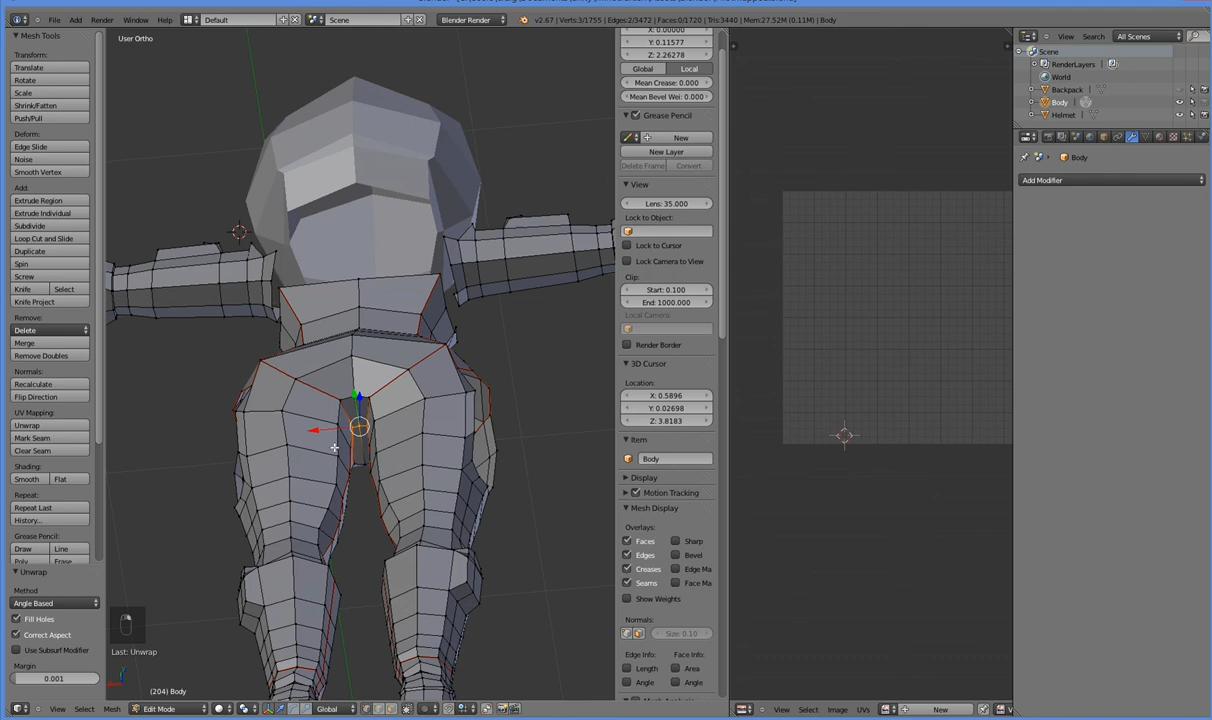 File Add Render Window Help Default Scene Blender Render v2.67 | Verts:3/1755 | Edges:2/3472 | Faces:0/1720 | Tris:3440 | Mem:27.52M (0.11M) | Body
Mesh Tools
Transform:
Translate
Rotate
Scale
Shrink/Fatten
Push/Pull
Deform:
Edge Slide
Noise
Smooth Vertex
Add:
Extrude Region
Extrude Individual
Subdivide
Loop Cut and Slide
Duplicate
Spin
Screw
Knife Select
Knife Project
Remove:
Delete
Merge
Remove Doubles
Normals:
Recalculate
Flip Direction
UV Mapping:
Unwrap
Mark Seam
Clear Seam
Shading:
Smooth Flat
Repeat:
Repeat Last
History...
Grease Pencil:
Draw Line
Poly Erase
Unwrap
Method
Angle Based
Fill Holes
Correct Aspect
Use Subsurf Modifier
Margin
0.001
User Ortho
Last: Unwrap
(204) Body
View Select Mesh Edit Mode Global
X: 0.00000
Y: 0.11577
Z: 2.26278
Global Local
Mean Crease: 0.000
Mean Bevel Wei: 0.000
Grease Pencil
New
New Layer
Delete Frame Convert
View
Lens: 35.000
Lock to Object:
Lock to Cursor
Lock Camera to View
Clip:
Start: 0.100
End: 1000.000
Local Camera:
Render Border
3D Cursor
Location:
X: 0.5896
Y: 0.02698
Z: 3.8183
Item
Body
Display
Motion Tracking
Mesh Display
Overlays:
Faces Sharp
Edges Bevel
Creases Edge Ma
Seams Face Ma
Show Weights
Normals:
Size: 0.10
Edge Info: Face Info:
Length Area
Angle Angle
View Select Image UVs New
View Search All Scenes
Scene
RenderLayers
World
Backpack
Body
Helmet
Body
Add Modifier